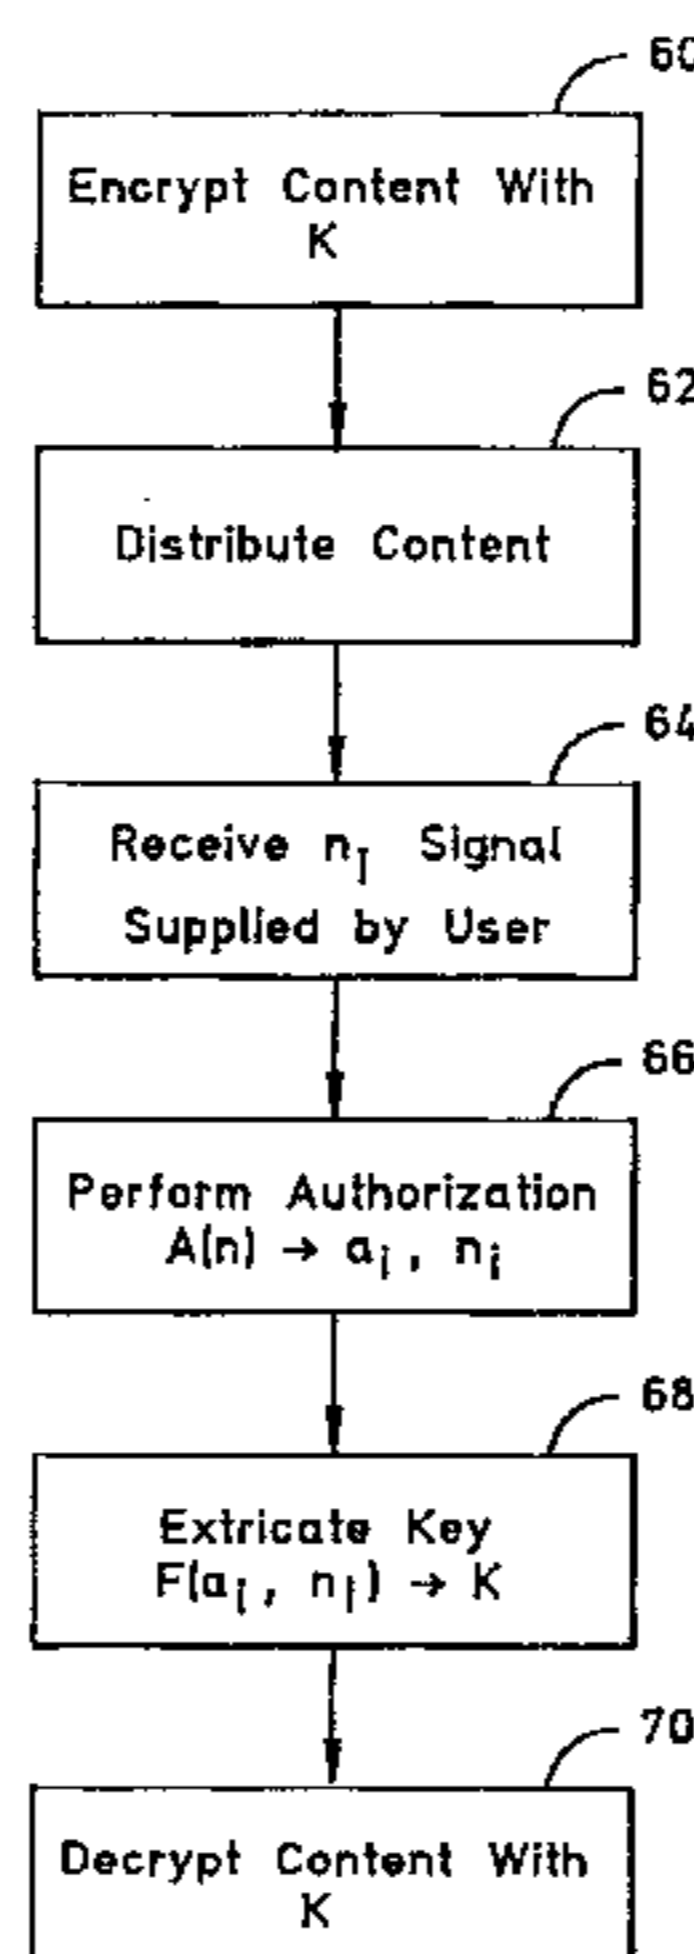 60
Encrypt Content With
K
62
Distribute Content
64
Receive nᵢ Signal
Supplied by User
66
Perform Authorization
A(n) → aᵢ, nᵢ
68
Extricate Key
F(aᵢ, nᵢ) → K
70
Decrypt Content With
K